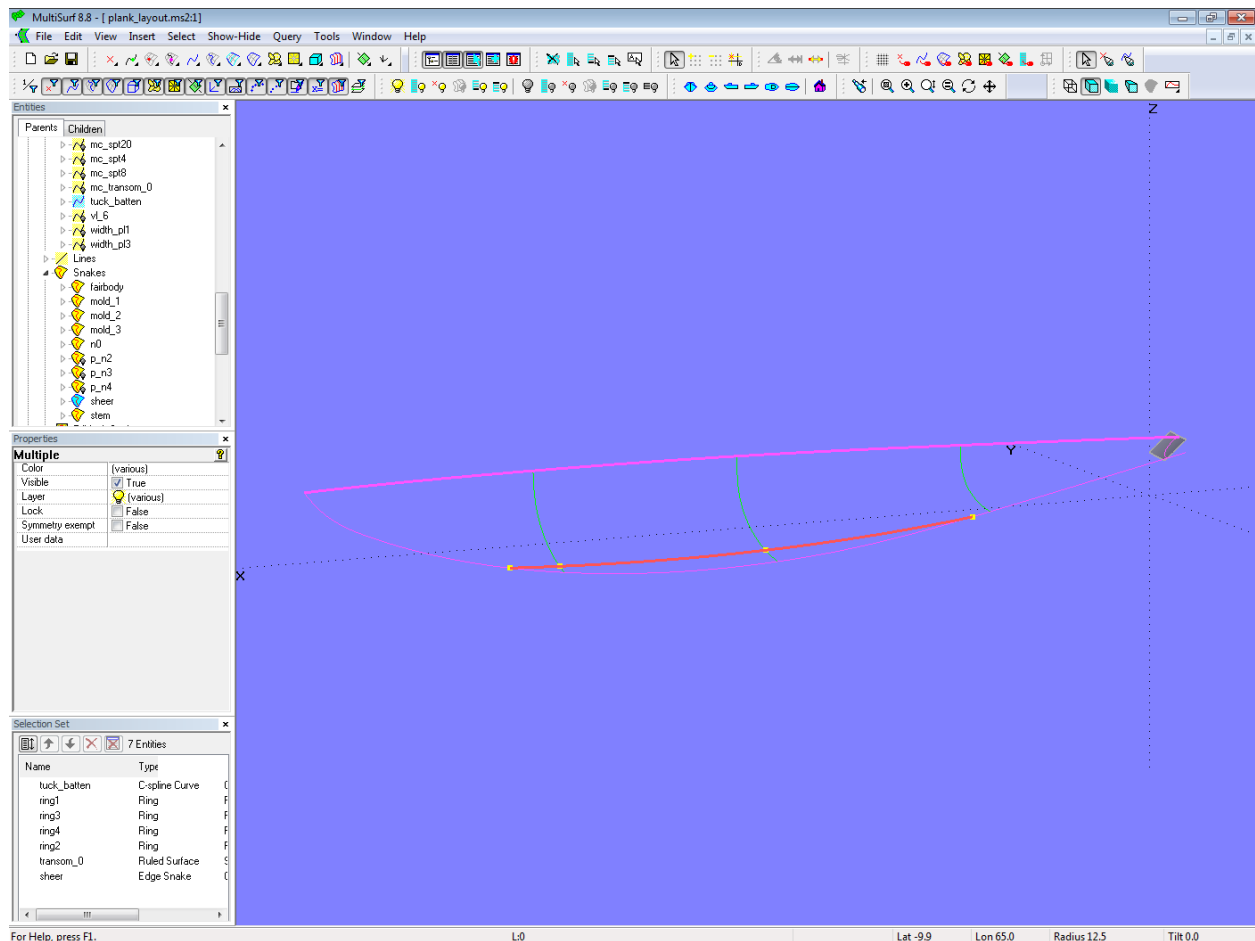 MultiSurf 8.8 - [ plank_layout.ms2:1]
File Edit View Insert Select Show-Hide Query Tools Window Help
Entities
Parents Children
mc_spt20
mc_spt4
mc_spt8
mc_transom_0
tuck_batten
vl_6
width_pl1
width_pl3
Lines
Snakes
fairbody
mold_1
mold_2
mold_3
n0
p_n2
p_n3
p_n4
sheer
stem
Properties
Multiple
Color (various)
Visible True
Layer (various)
Lock False
Symmetry exempt False
User data
Selection Set
7 Entities
Name Type
tuck_batten C-spline Curve
ring1 Ring
ring3 Ring
ring4 Ring
ring2 Ring
transom_0 Ruled Surface
sheer Edge Snake
Z
Y
X
For Help, press F1. L:0 Lat -9.9 Lon 65.0 Radius 12.5 Tilt 0.0